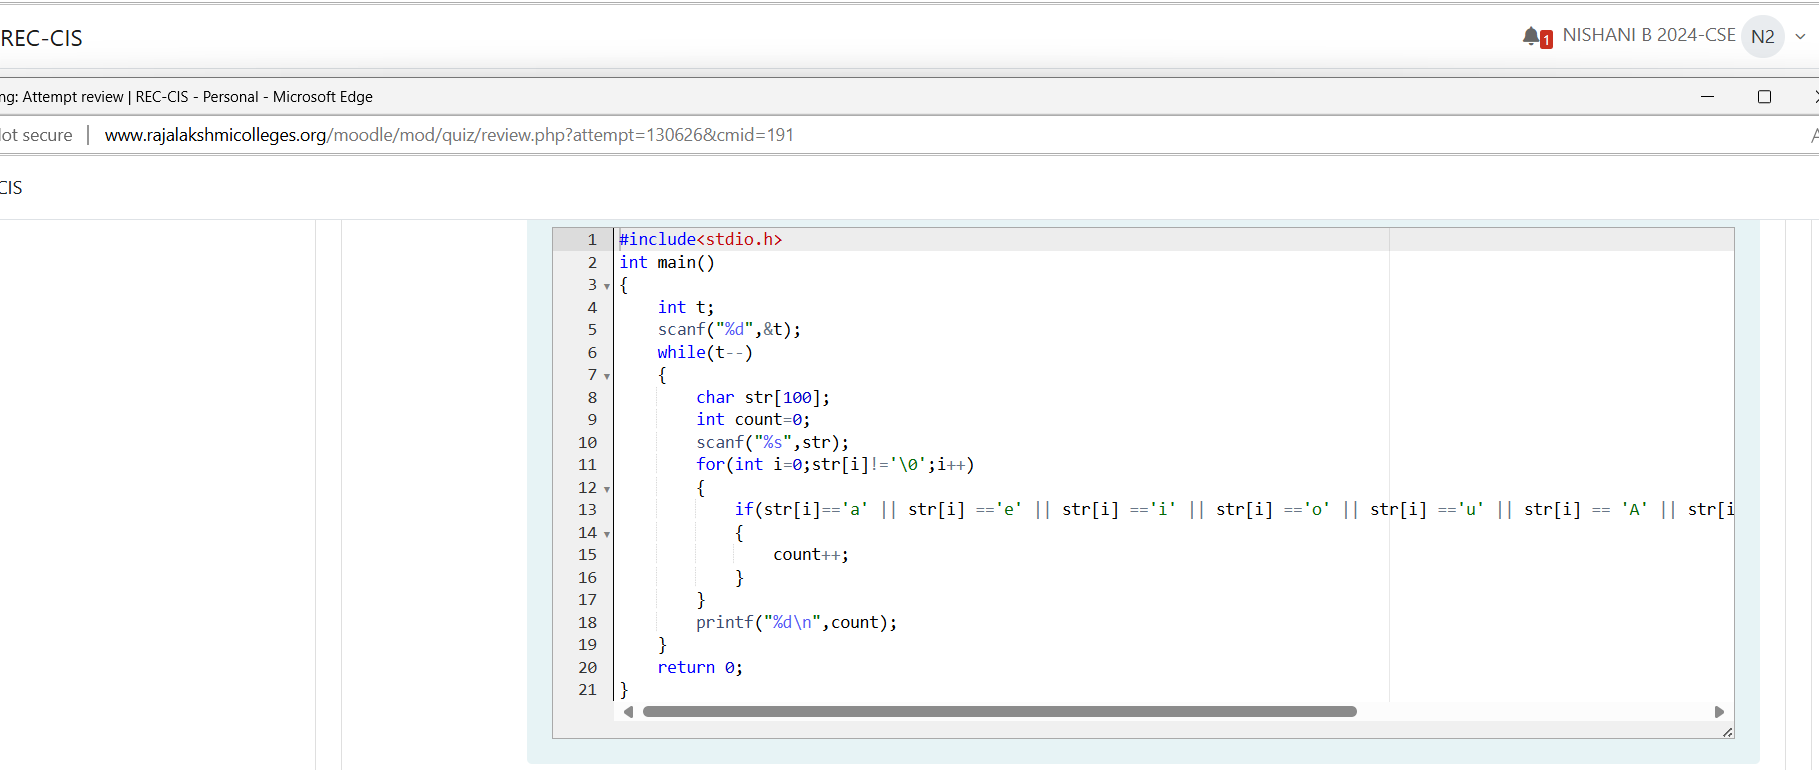 REC-CIS
1 NISHANI B 2024-CSE N2
ng: Attempt review | REC-CIS - Personal - Microsoft Edge
ot secure | www.rajalakshmicolleges.org/moodle/mod/quiz/review.php?attempt=130626&cmid=191
CIS
1 #include<stdio.h>
2 int main()
3 {
4     int t;
5     scanf("%d",&t);
6     while(t--)
7     {
8         char str[100];
9         int count=0;
10         scanf("%s",str);
11         for(int i=0;str[i]!='\0';i++)
12         {
13             if(str[i]=='a' || str[i] =='e' || str[i] =='i' || str[i] =='o' || str[i] =='u' || str[i] == 'A' || str[i
14             {
15                 count++;
16             }
17         }
18         printf("%d\n",count);
19     }
20     return 0;
21 }